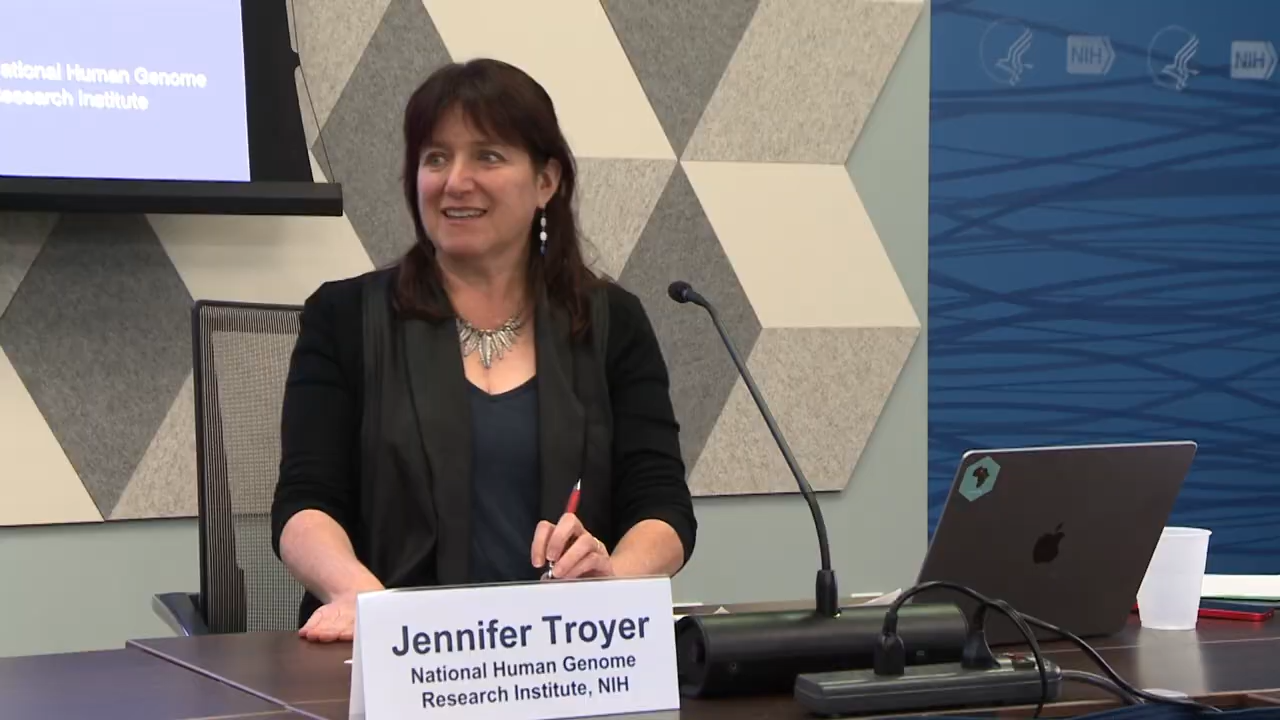 ational Human Genome
esearch Institute
NIH
NIH
Jennifer Troyer
National Human Genome
Research Institute, NIH